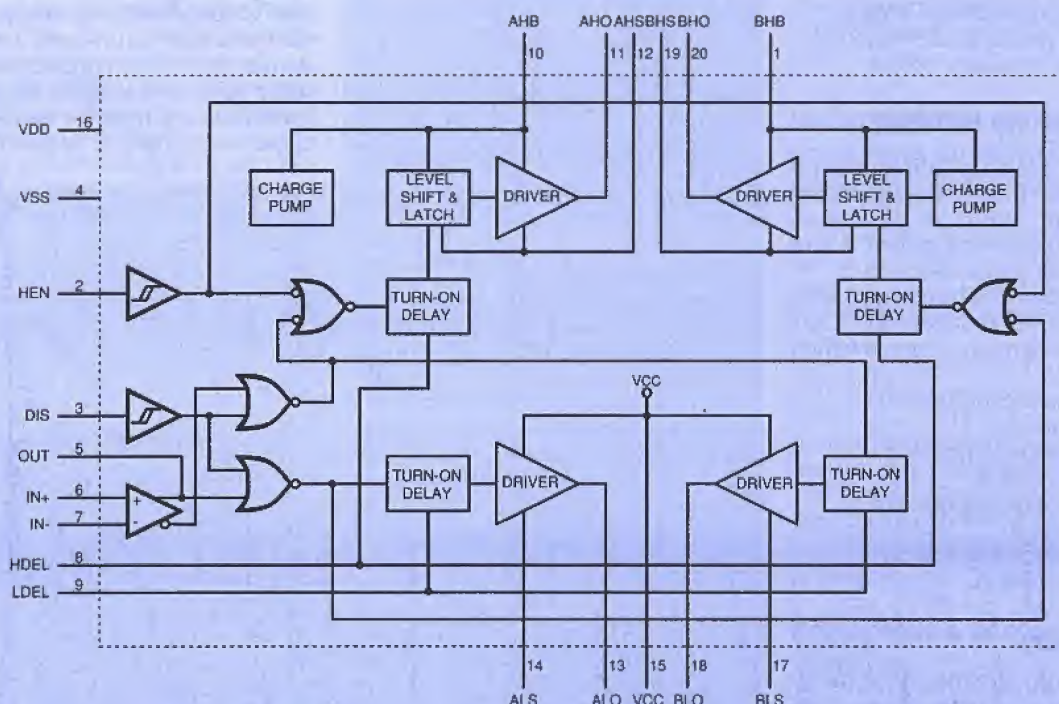 AHB AHO AHS BHS BHO BHB
10 11 12 19 20 1
VDD 16
VSS 4
CHARGE PUMP
LEVEL SHIFT & LATCH
DRIVER
DRIVER
LEVEL SHIFT & LATCH
CHARGE PUMP
HEN 2
TURN-ON DELAY
TURN-ON DELAY
VCC
DIS 3
OUT 5
IN+ 6
+
IN- 7
-
TURN-ON DELAY
DRIVER
DRIVER
TURN-ON DELAY
HDEL 8
LDEL 9
14 13 15 18 17
ALS ALO VCC BLO BLS